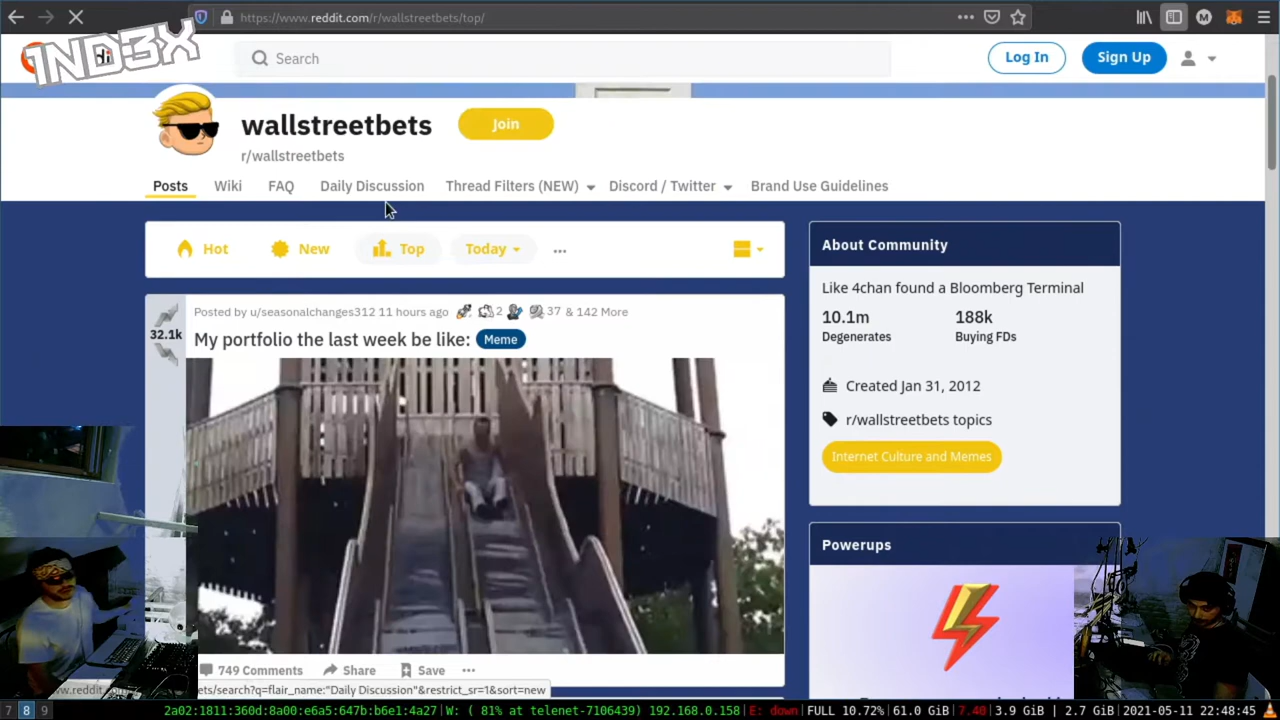 https://www.reddit.com/r/wallstreetbets/top/
1ND3X
Search
Log In
Sign Up
wallstreetbets
Join
r/wallstreetbets
Posts
Wiki
FAQ
Daily Discussion
Thread Filters (NEW)
Discord / Twitter
Brand Use Guidelines
Hot
New
Top
Today
About Community
Like 4chan found a Bloomberg Terminal
10.1m
188k
Degenerates
Buying FDs
Created Jan 31, 2012
r/wallstreetbets topics
Internet Culture and Memes
Posted by u/seasonalchanges312 11 hours ago 2 37 & 142 More
32.1k
My portfolio the last week be like: Meme
Powerups
749 Comments
Share
Save
ets/search?q=flair_name:"Daily Discussion"&restrict_sr=1&sort=new
7 8 9
2a02:1811:360d:8a00:e6a5:647b:b6e1:4a27|W: ( 81% at telenet-7106439) 192.168.0.158|E: down|FULL 10.72%|61.0 GiB|7.40|3.9 GiB | 2.7 GiB|2021-05-11 22:48:45